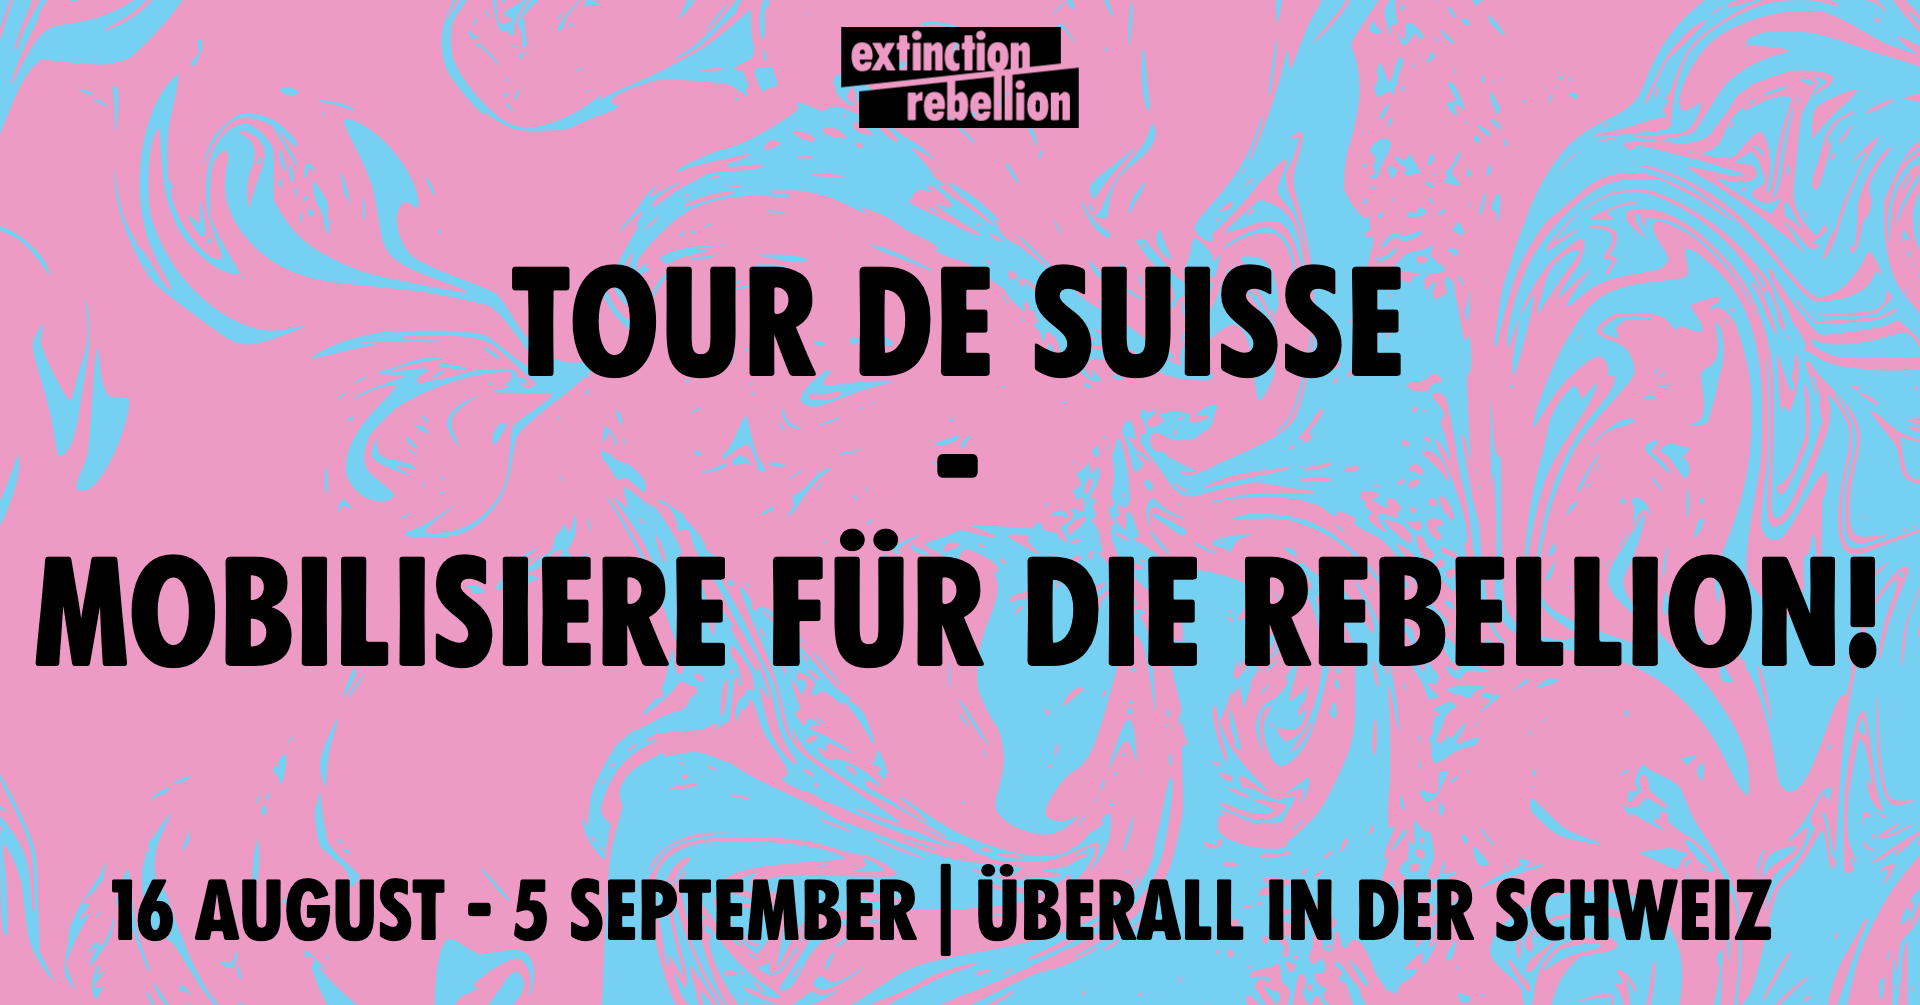 extinction
rebellion
TOUR DE SUISSE
-
MOBILISIERE FÜR DIE REBELLION!
16 AUGUST - 5 SEPTEMBER | ÜBERALL IN DER SCHWEIZ